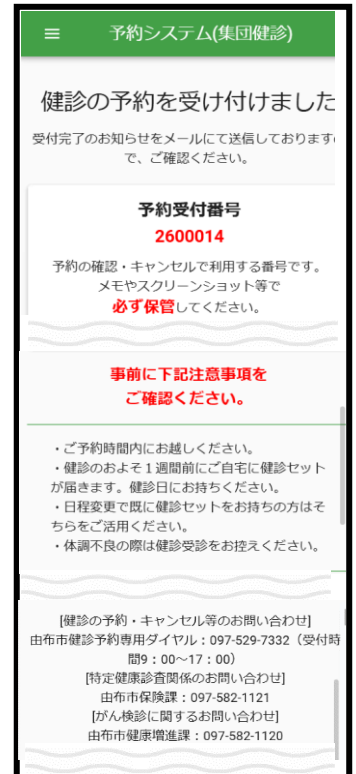 予約システム(集団健診)
健診の予約を受け付けました
受付完了のお知らせをメールにて送信しております
で、ご確認ください。
予約受付番号
2600014
予約の確認・キャンセルで利用する番号です。
メモやスクリーンショット等で
必ず保管してください。
事前に下記注意事項を
ご確認ください。
・ご予約時間内にお越しください。
・健診のおよそ１週間前にご自宅に健診セット
が届きます。健診日にお持ちください。
・日程変更で既に健診セットをお持ちの方はそ
ちらをご活用ください。
・体調不良の際は健診受診をお控えください。
[健診の予約・キャンセル等のお問い合わせ]
由布市健診予約専用ダイヤル：097-529-7332（受付時
間9：00～17：00）
[特定健康診査関係のお問い合わせ]
由布市保険課：097-582-1121
[がん検診に関するお問い合わせ]
由布市健康増進課：097-582-1120